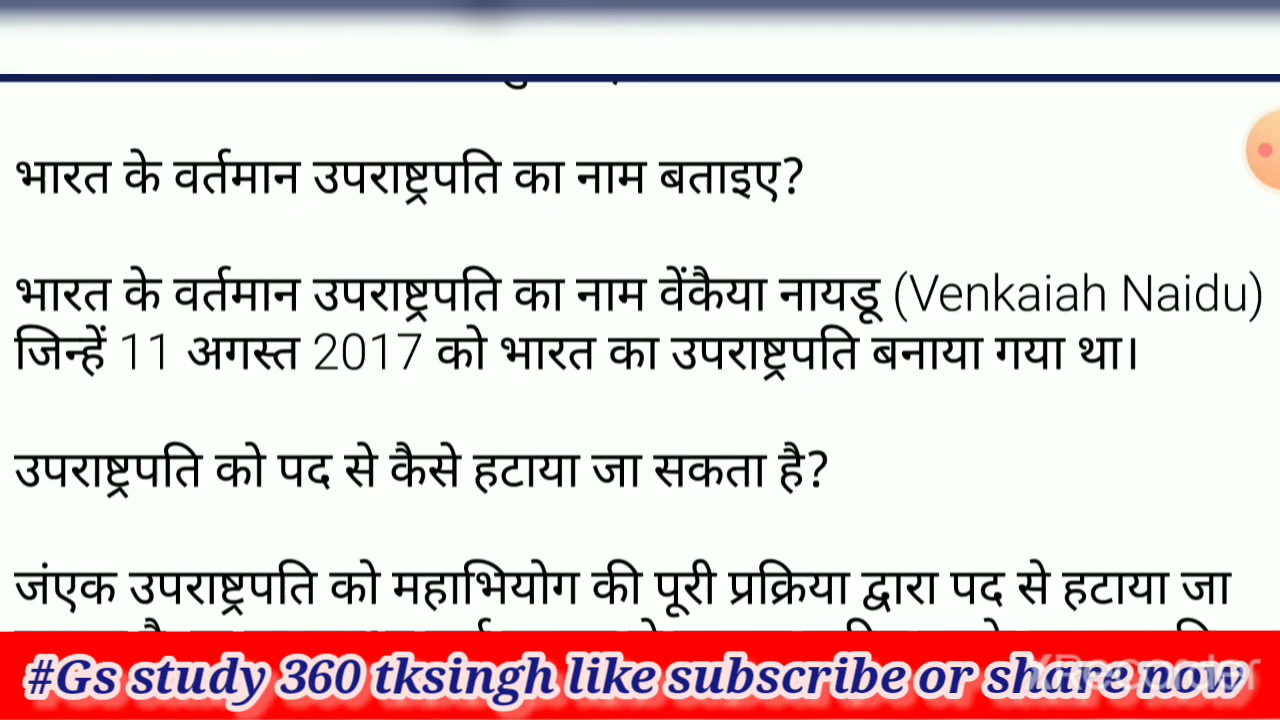 भारत के वर्तमान उपराष्ट्रपति का नाम बताइए?
भारत के वर्तमान उपराष्ट्रपति का नाम वेंकैया नायडू (Venkaiah Naidu)
जिन्हें 11 अगस्त 2017 को भारत का उपराष्ट्रपति बनाया गया था।
उपराष्ट्रपति को पद से कैसे हटाया जा सकता है?
जंएक उपराष्ट्रपति को महाभियोग की पूरी प्रक्रिया द्वारा पद से हटाया जा
#Gs study 360 tksingh like subscribe or share now
XRecorder